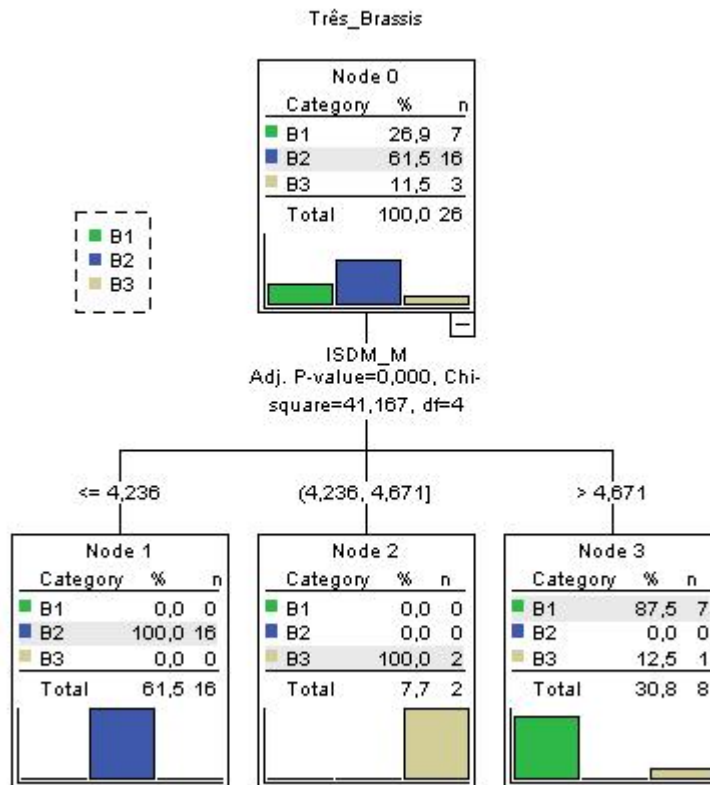 Três_Brassis
Node 0
Category % n
B1 26,9 7
B2 61,5 16
B3 11,5 3
Total 100,0 26
B1
B2
B3
ISDM_M
Adj. P-value=0,000, Chi-
square=41,167, df=4
<= 4,236
(4,236, 4,671]
> 4,671
Node 1
Category % n
B1 0,0 0
B2 100,0 16
B3 0,0 0
Total 61,5 16
Node 2
Category % n
B1 0,0 0
B2 0,0 0
B3 100,0 2
Total 7,7 2
Node 3
Category % n
B1 87,5 7
B2 0,0 0
B3 12,5 1
Total 30,8 8